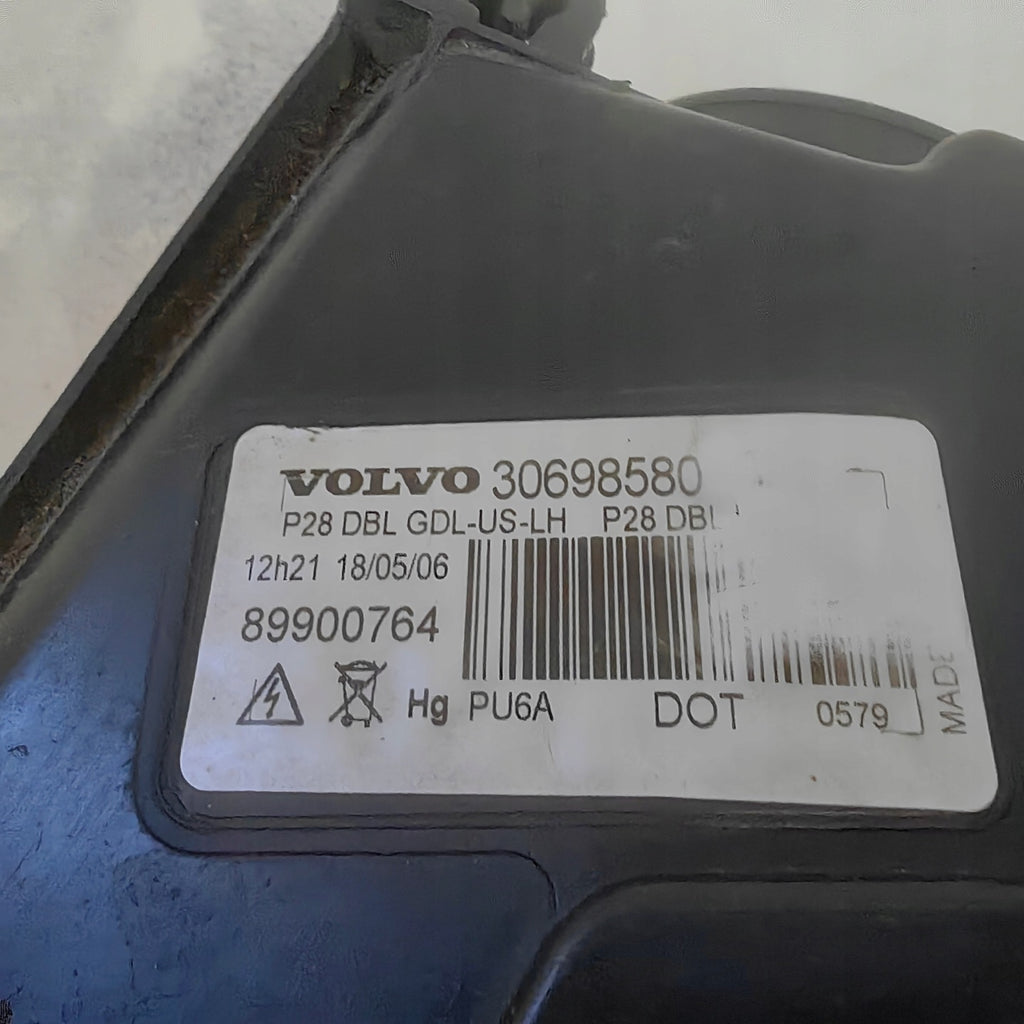 VOLVO 30698580
P28 DBL GDL-US-LH P28 DBL
12h21 18/05/06
89900764
Hg PU6A DOT 0579
MADE